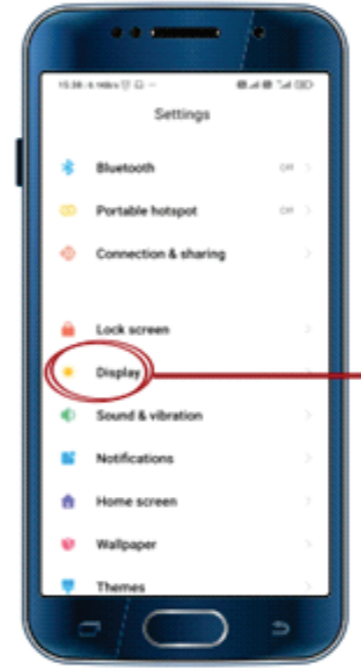 Settings
Bluetooth Off
Portable hotspot Off
Connection & sharing
Lock screen
Display
Sound & vibration
Notifications
Home screen
Wallpaper
Themes